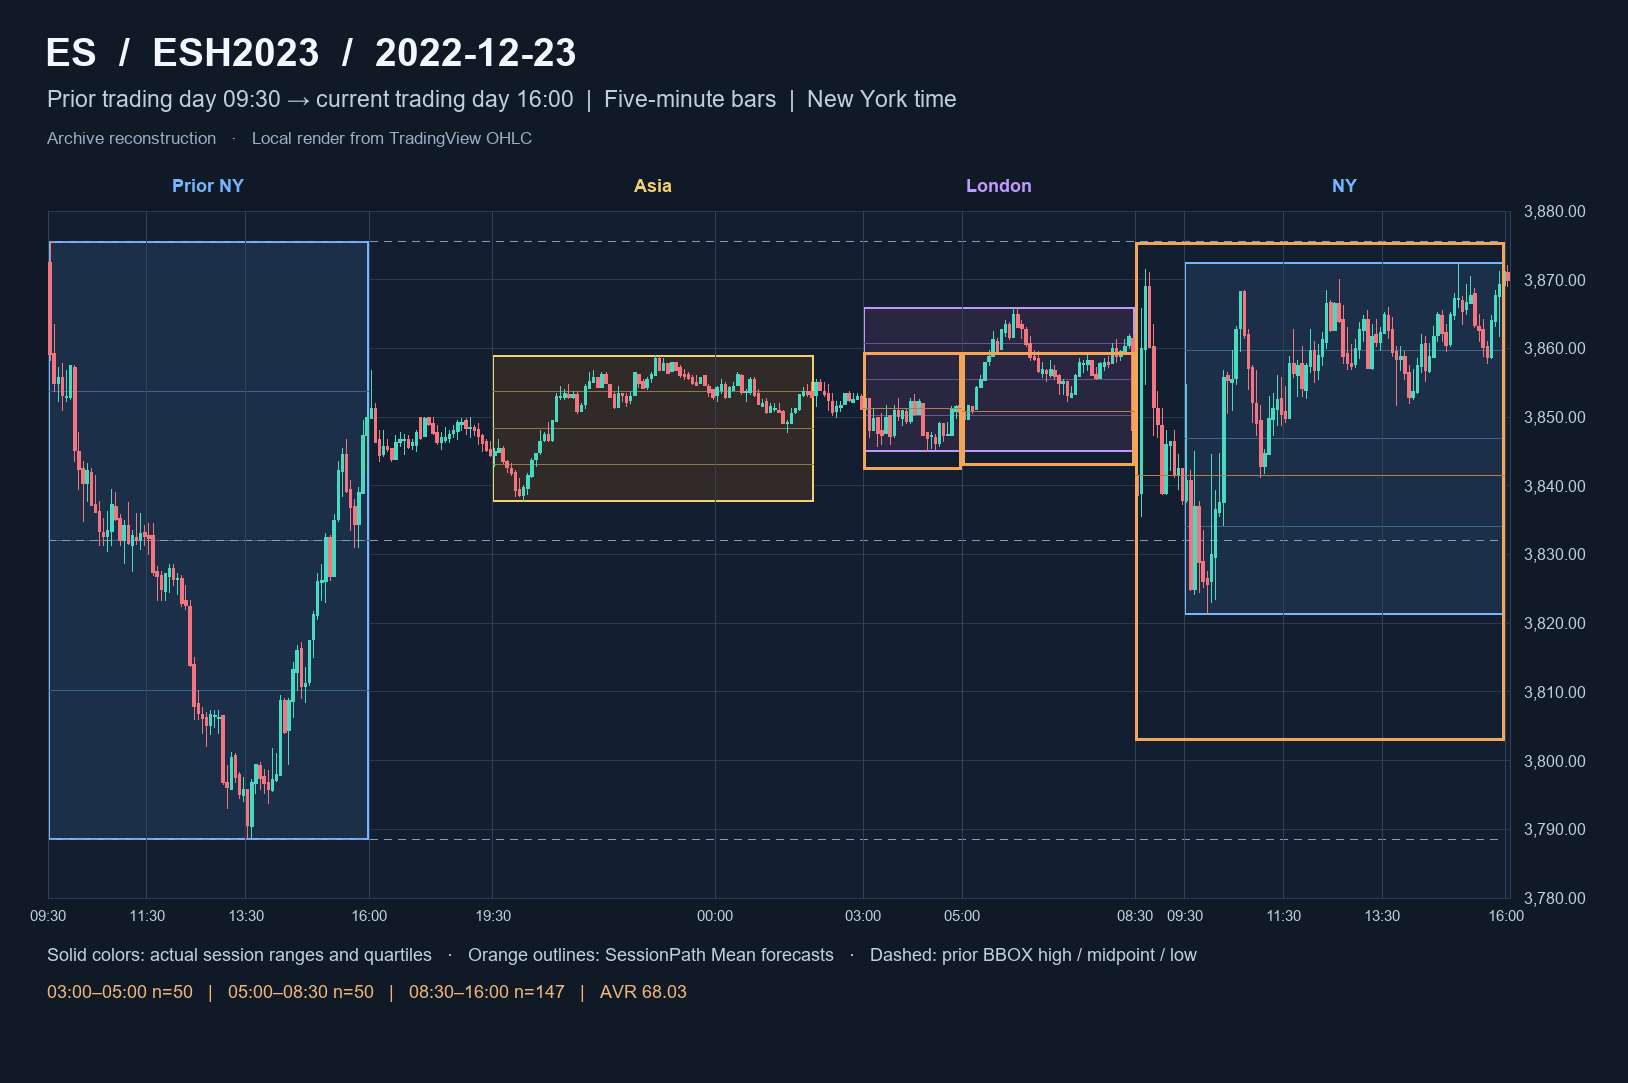 ES / ESH2023 / 2022-12-23
Prior trading day 09:30 → current trading day 16:00 | Five-minute bars | New York time
Archive reconstruction · Local render from TradingView OHLC
Prior NY Asia London NY
3,880.00
3,870.00
3,860.00
3,850.00
3,840.00
3,830.00
3,820.00
3,810.00
3,800.00
3,790.00
3,780.00
09:30 11:30 13:30 16:00 19:30 00:00 03:00 05:00 08:30 09:30 11:30 13:30 16:00
Solid colors: actual session ranges and quartiles · Orange outlines: SessionPath Mean forecasts · Dashed: prior BBOX high / midpoint / low
03:00–05:00 n=50 | 05:00–08:30 n=50 | 08:30–16:00 n=147 | AVR 68.03